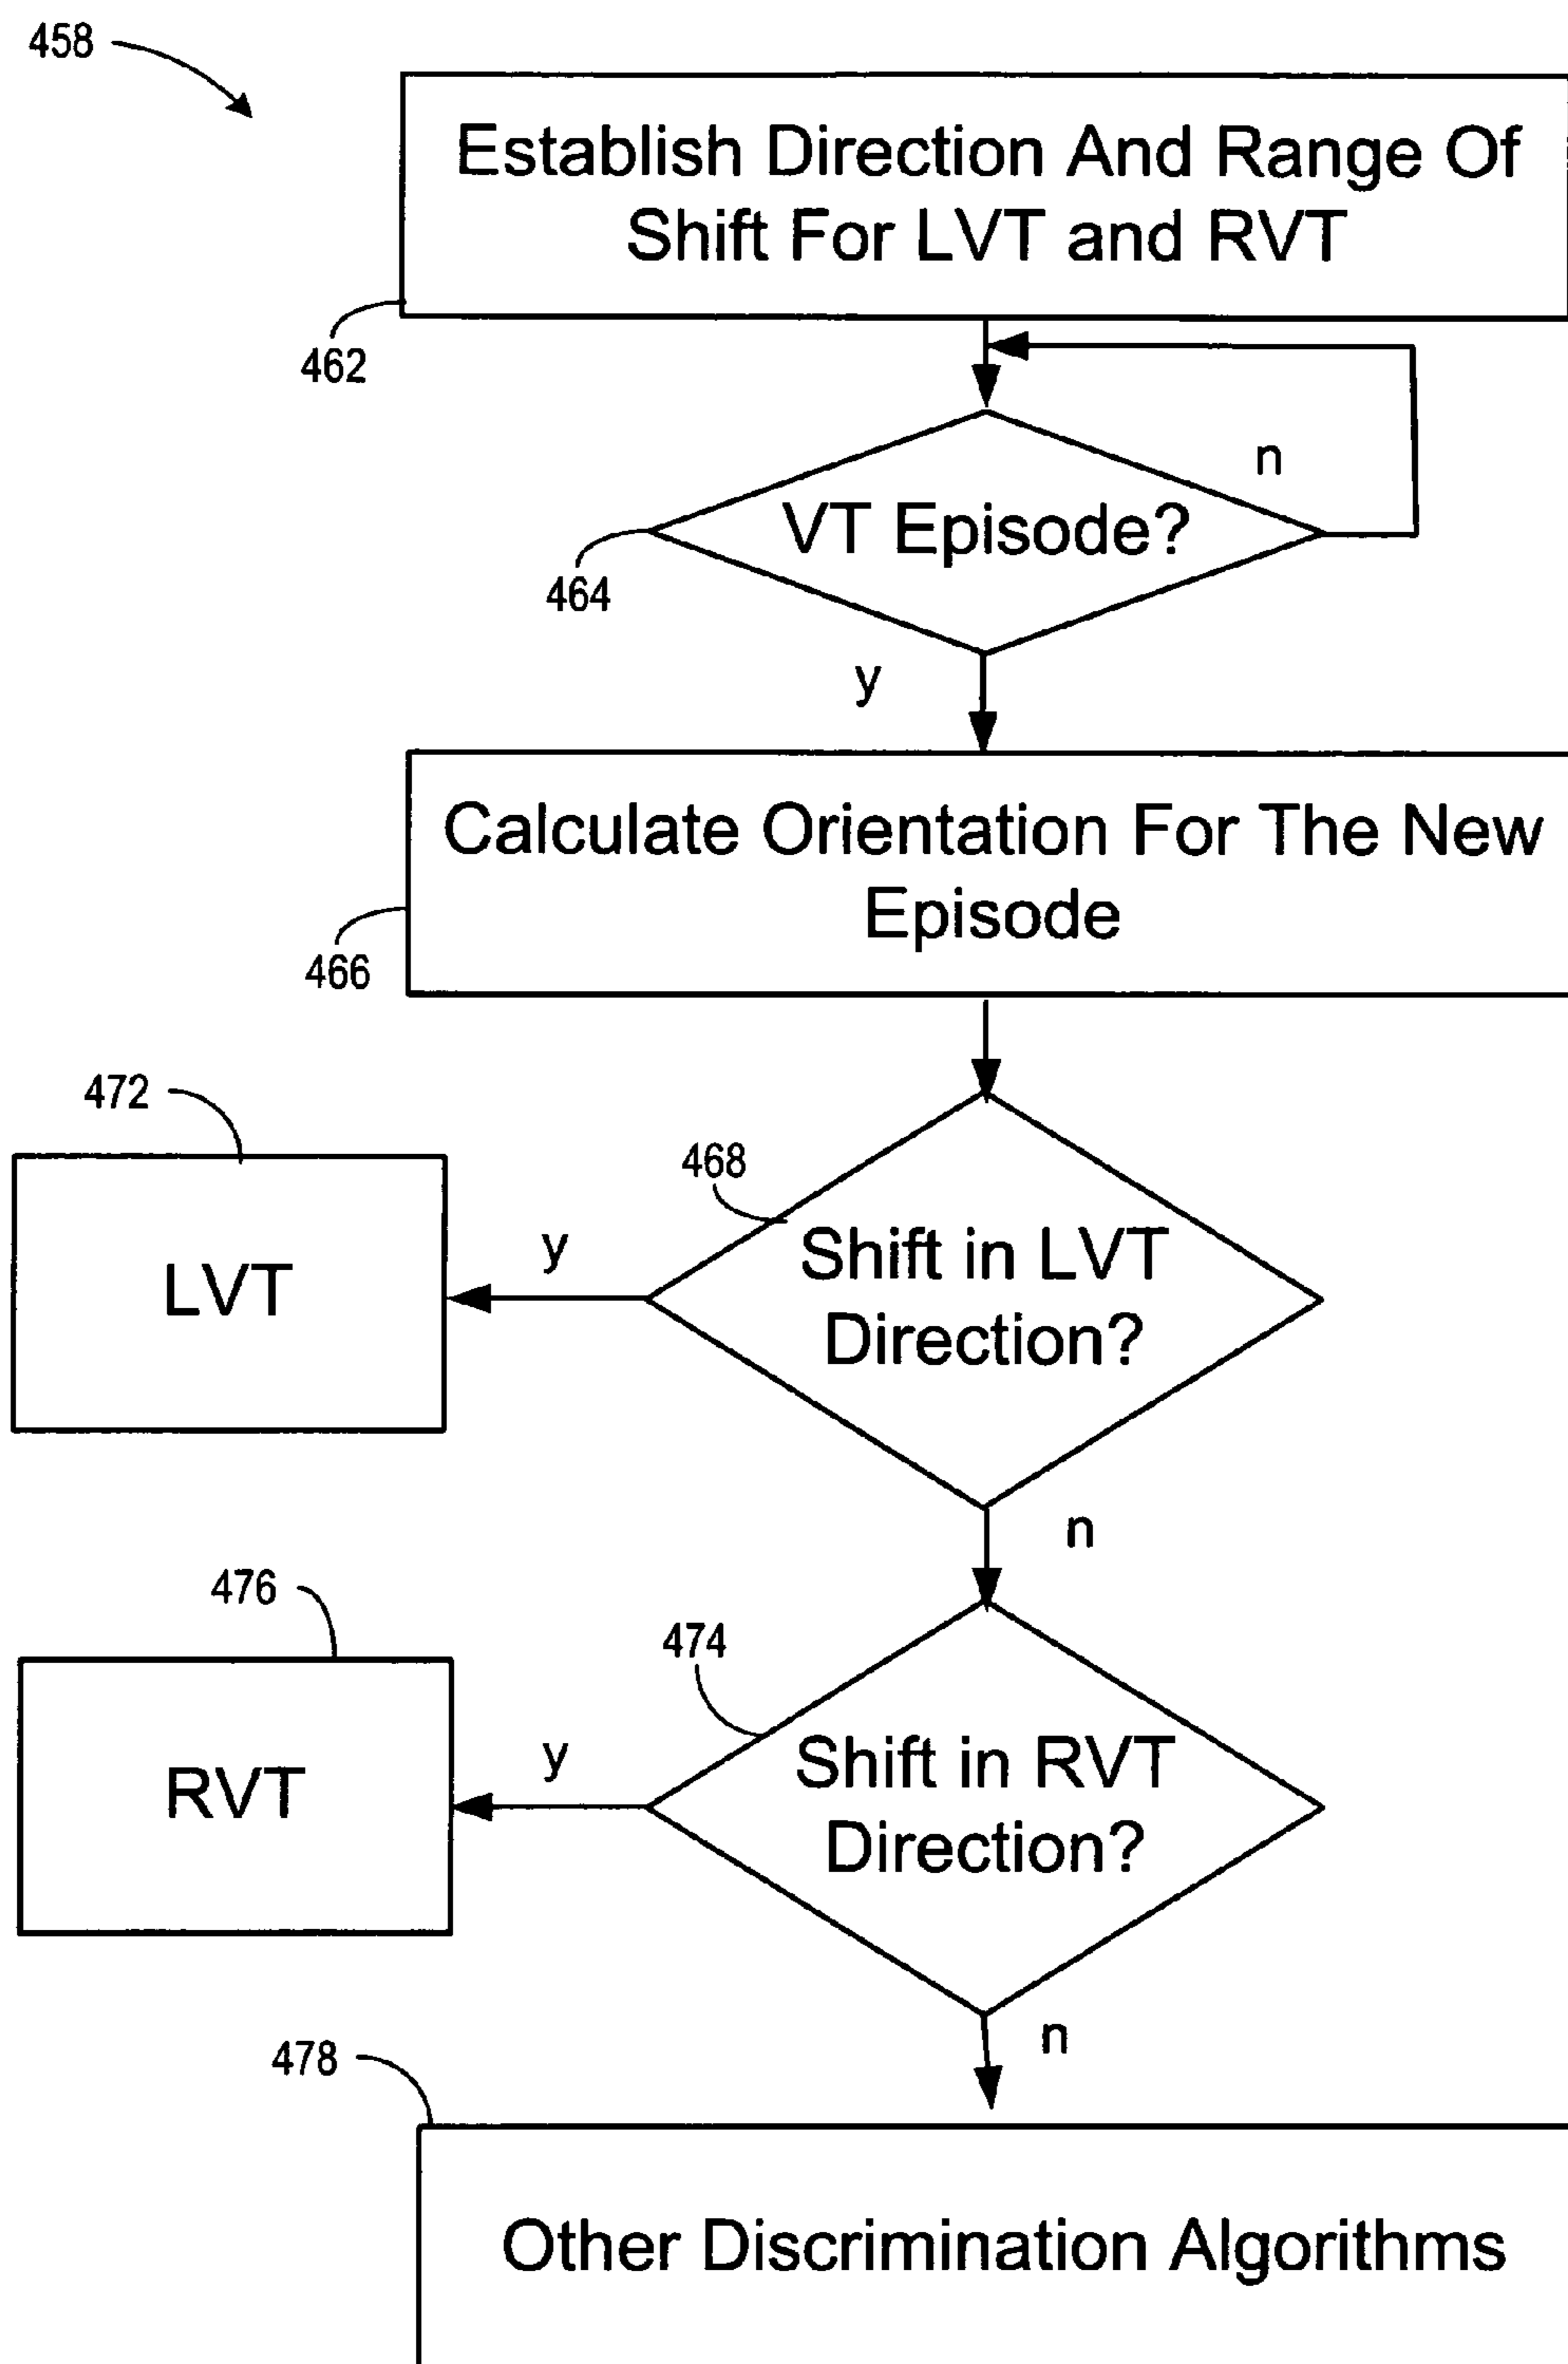 458
Establish Direction And Range Of
Shift For LVT and RVT
462
n
VT Episode?
464
y
Calculate Orientation For The New
Episode
466
472
468
LVT
y
Shift in LVT
Direction?
n
476
474
RVT
y
Shift in RVT
Direction?
n
478
Other Discrimination Algorithms